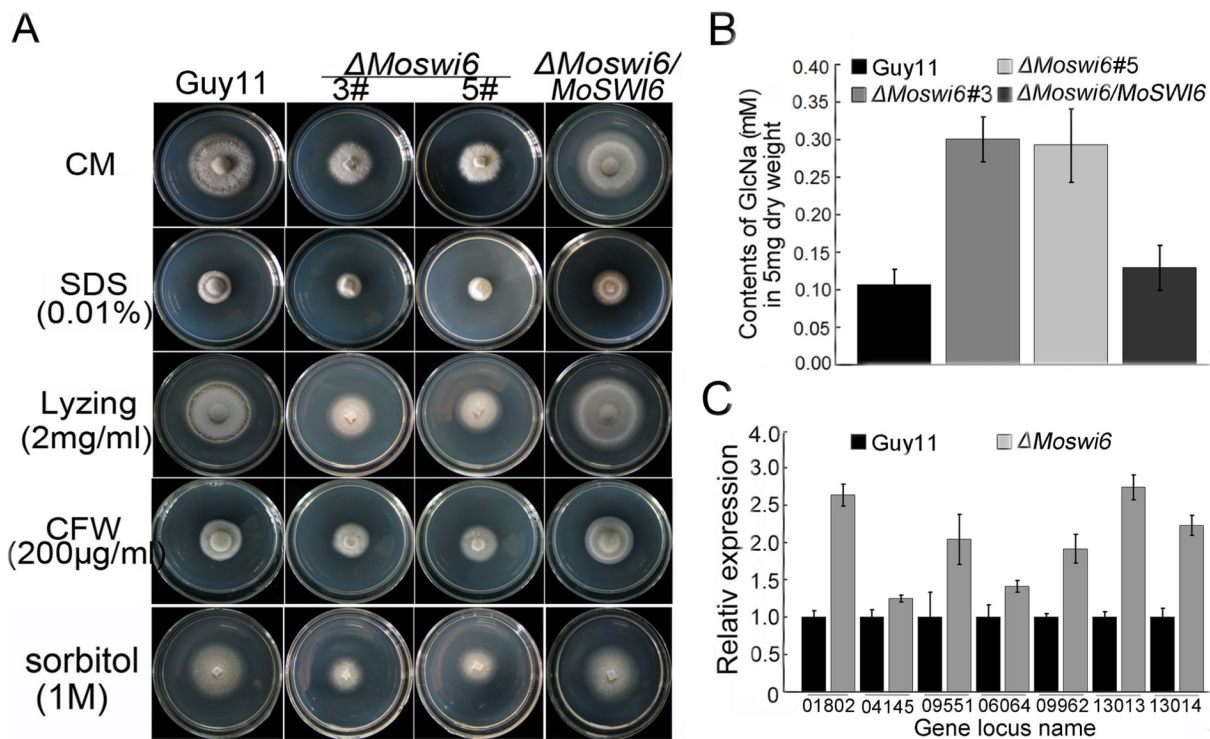 A
Guy11
ΔMoswi6
3# 5#
ΔMoswi6/
MoSWI6
CM
SDS
(0.01%)
Lyzing
(2mg/ml)
CFW
(200μg/ml)
sorbitol
(1M)
B
Contents of GlcNa (mM)
in 5mg dry weight
0.40
0.35
0.30
0.25
0.20
0.15
0.10
0.05
0.00
Guy11
ΔMoswi6#5
ΔMoswi6#3
ΔMoswi6/MoSWI6
C
Relativ expression
4.0
3.0
2.5
2.0
1.5
1.0
0.5
0
Guy11
ΔMoswi6
01802 04145 09551 06064 09962 13013 13014
Gene locus name